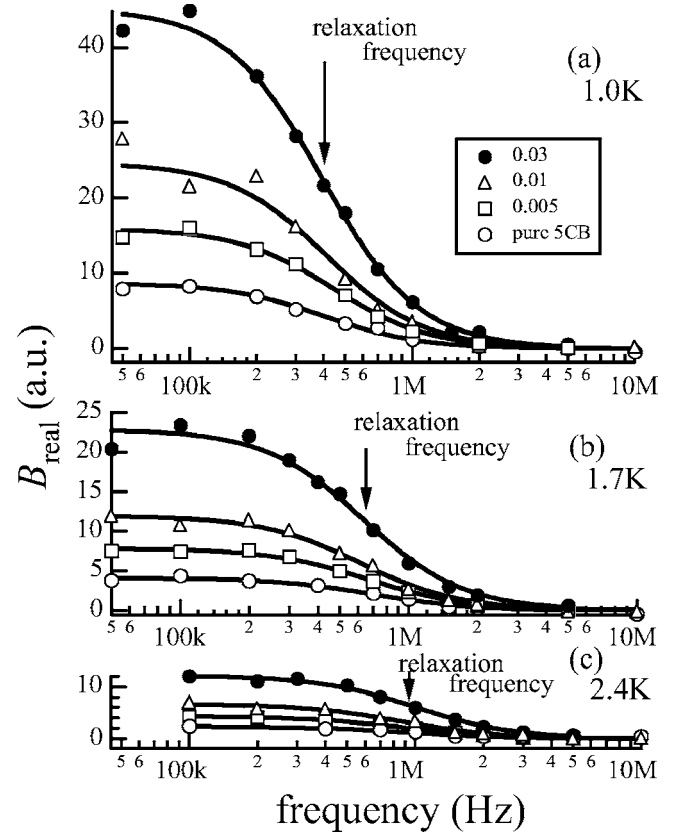 relaxation
frequency
(a)
1.0K
40
30
20
10
0
0.03
0.01
0.005
pure 5CB
5 6 100k 2 3 4 5 6 1M 2 3 4 5 6 10M
B real (a.u.)
relaxation
frequency
(b)
1.7K
25
20
15
10
5
0
5 6 100k 2 3 4 5 6 1M 2 3 4 5 6 10M
relaxation
frequency
(c)
2.4K
10
0
5 6 100k 2 3 4 5 6 1M 2 3 4 5 6 10M
frequency (Hz)